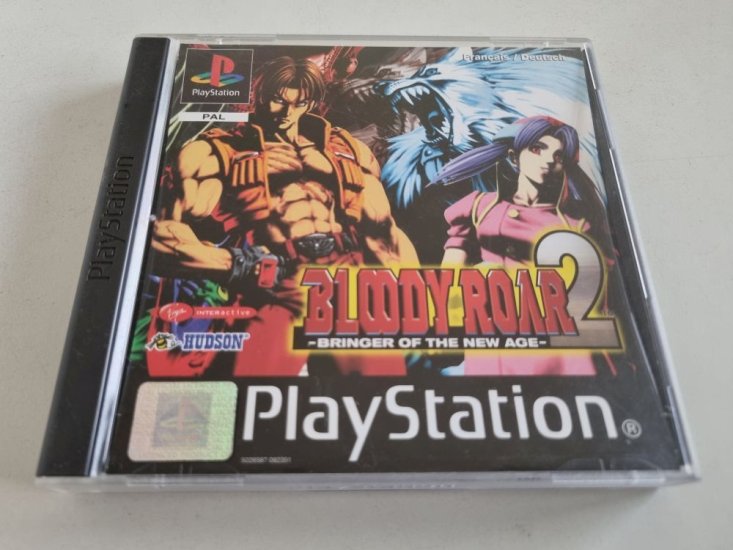 PlayStation
PlayStation
PAL
Français / Deutsch
BLOODY ROAR 2
-BRINGER OF THE NEW AGE-
Virgin INTERACTIVE
HUDSON
PlayStation®